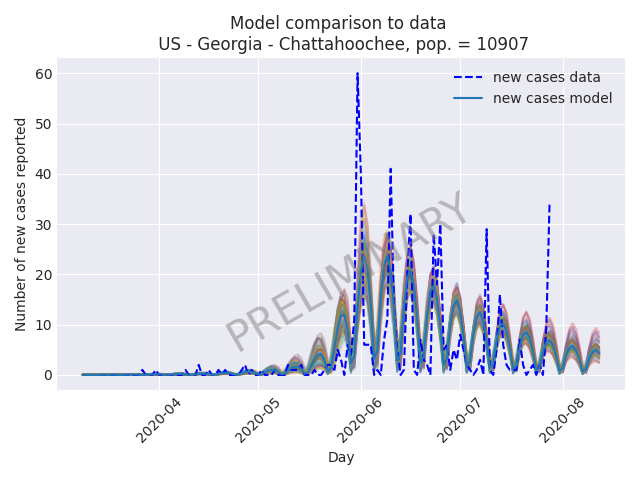 Model comparison to data
US - Georgia - Chattahoochee, pop. = 10907
new cases data
new cases model
Number of new cases reported
60
50
40
30
20
10
0
PRELIMINARY
2020-04
2020-05
2020-06
2020-07
2020-08
Day